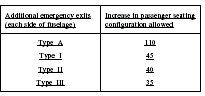 Additional emergency exits
(each side of fuselage)
Increase in passenger seating
configuration allowed
Type A 110
Type I 45
Type II 40
Type III 35